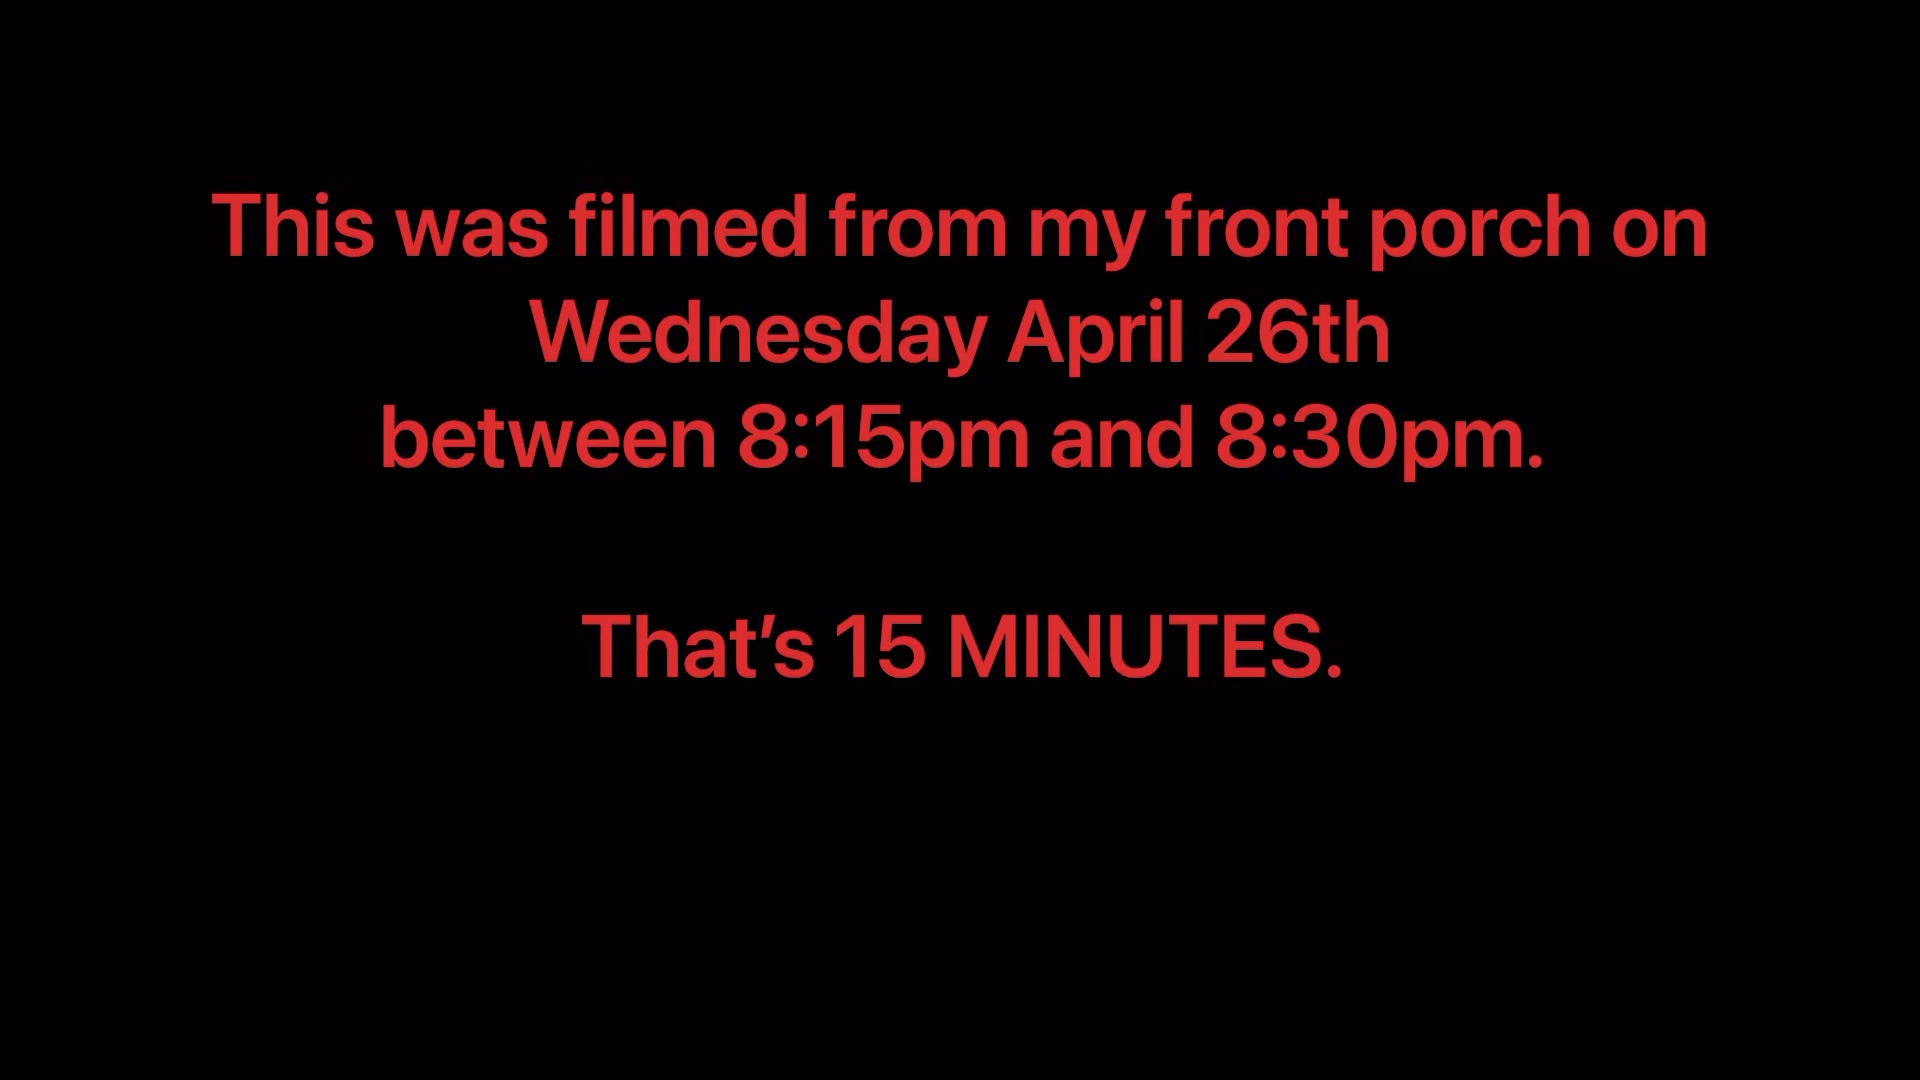 This was filmed from my front porch on
Wednesday April 26th
between 8:15pm and 8:30pm.
That’s 15 MINUTES.